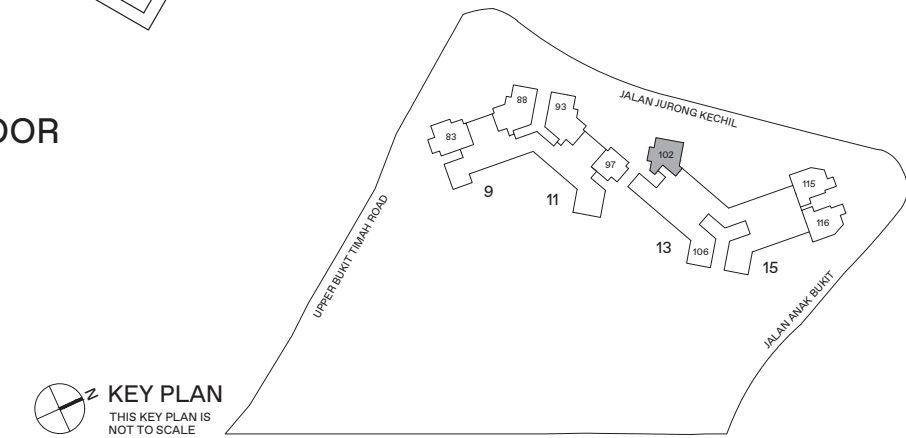 OOR
JALAN JURONG KECHIL
88
93
83
102
97
115
9
11
116
13
106
15
UPPER BUKIT TIMAH ROAD
JALAN ANAK BUKIT
N
KEY PLAN
THIS KEY PLAN IS
NOT TO SCALE